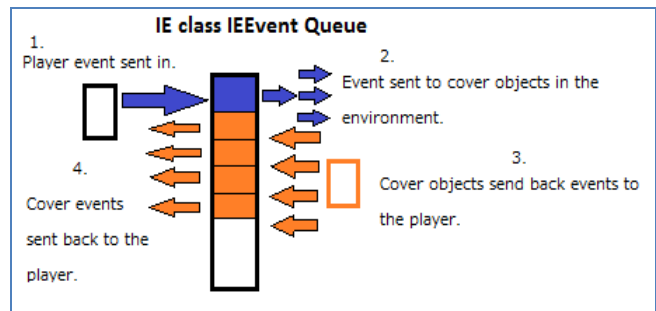 IE class IEEvent Queue
1.
Player event sent in.
2.
Event sent to cover objects in the
environment.
3.
Cover objects send back events to
the player.
4.
Cover events
sent back to the
player.